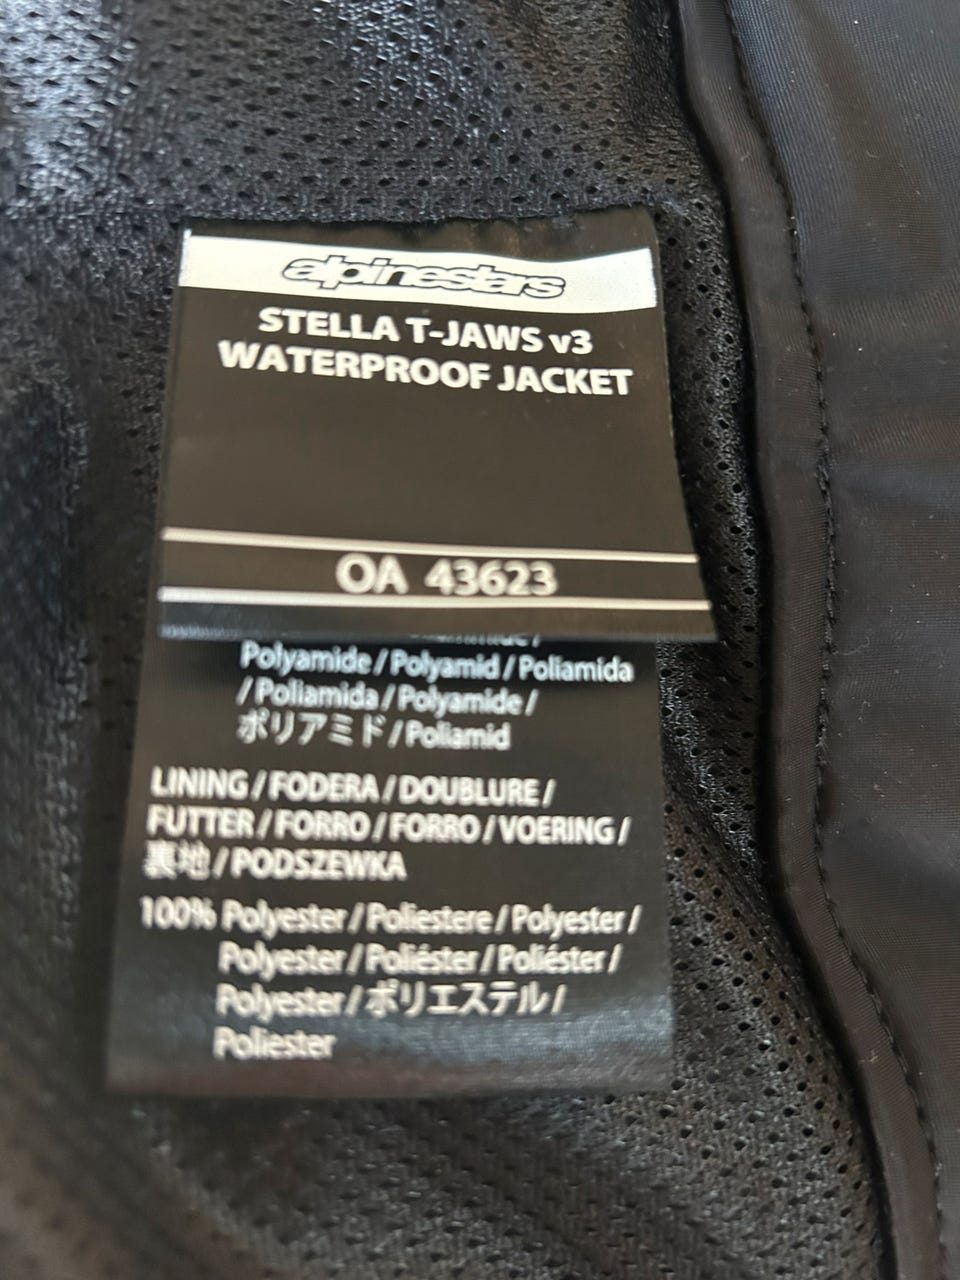 alpinestars
STELLA T-JAWS v3
WATERPROOF JACKET
OA 43623
Polyamide / Polyamid / Poliamida
/ Poliamida / Polyamide /
ポリアミド / Poliamid
LINING / FODERA / DOUBLURE /
FUTTER / FORRO / FORRO / VOERING /
裏地 / PODSZEWKA
100% Polyester / Poliestere / Polyester /
Polyester / Poliéster / Poliéster /
Polyester / ポリエステル /
Poliester